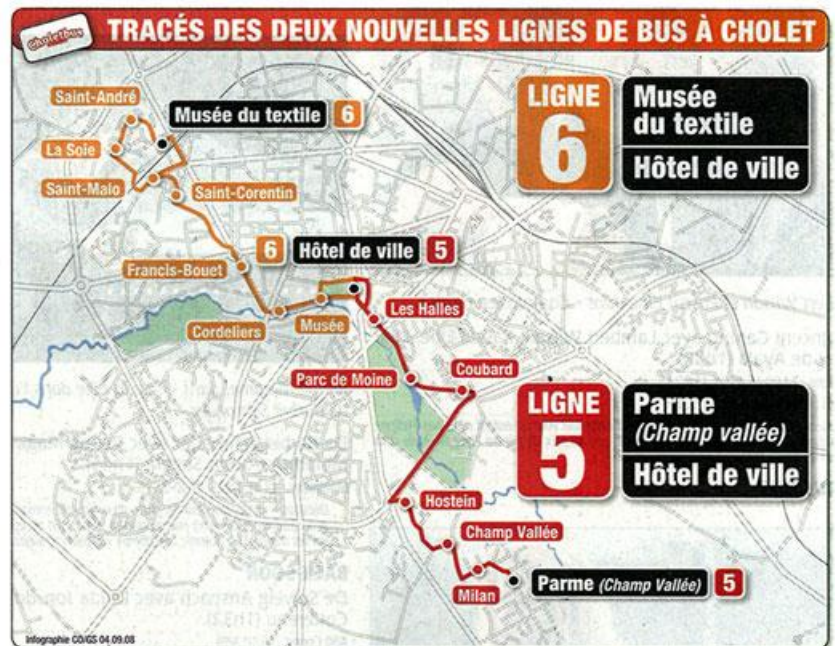 Choletbus
TRACÉS DES DEUX NOUVELLES LIGNES DE BUS À CHOLET
LIGNE
6
Musée
du textile
Hôtel de ville
Saint-André
Musée du textile 6
La Soie
Saint-Malo
Saint-Corentin
6 Hôtel de ville 5
Francis-Bouet
Cordeliers
Musée
Les Halles
Parc de Moine
Coubard
LIGNE
5
Parme
(Champ vallée)
Hôtel de ville
Hostein
Champ Vallée
Milan
Parme (Champ Vallée) 5
Infographie CO/GS 04.09.08